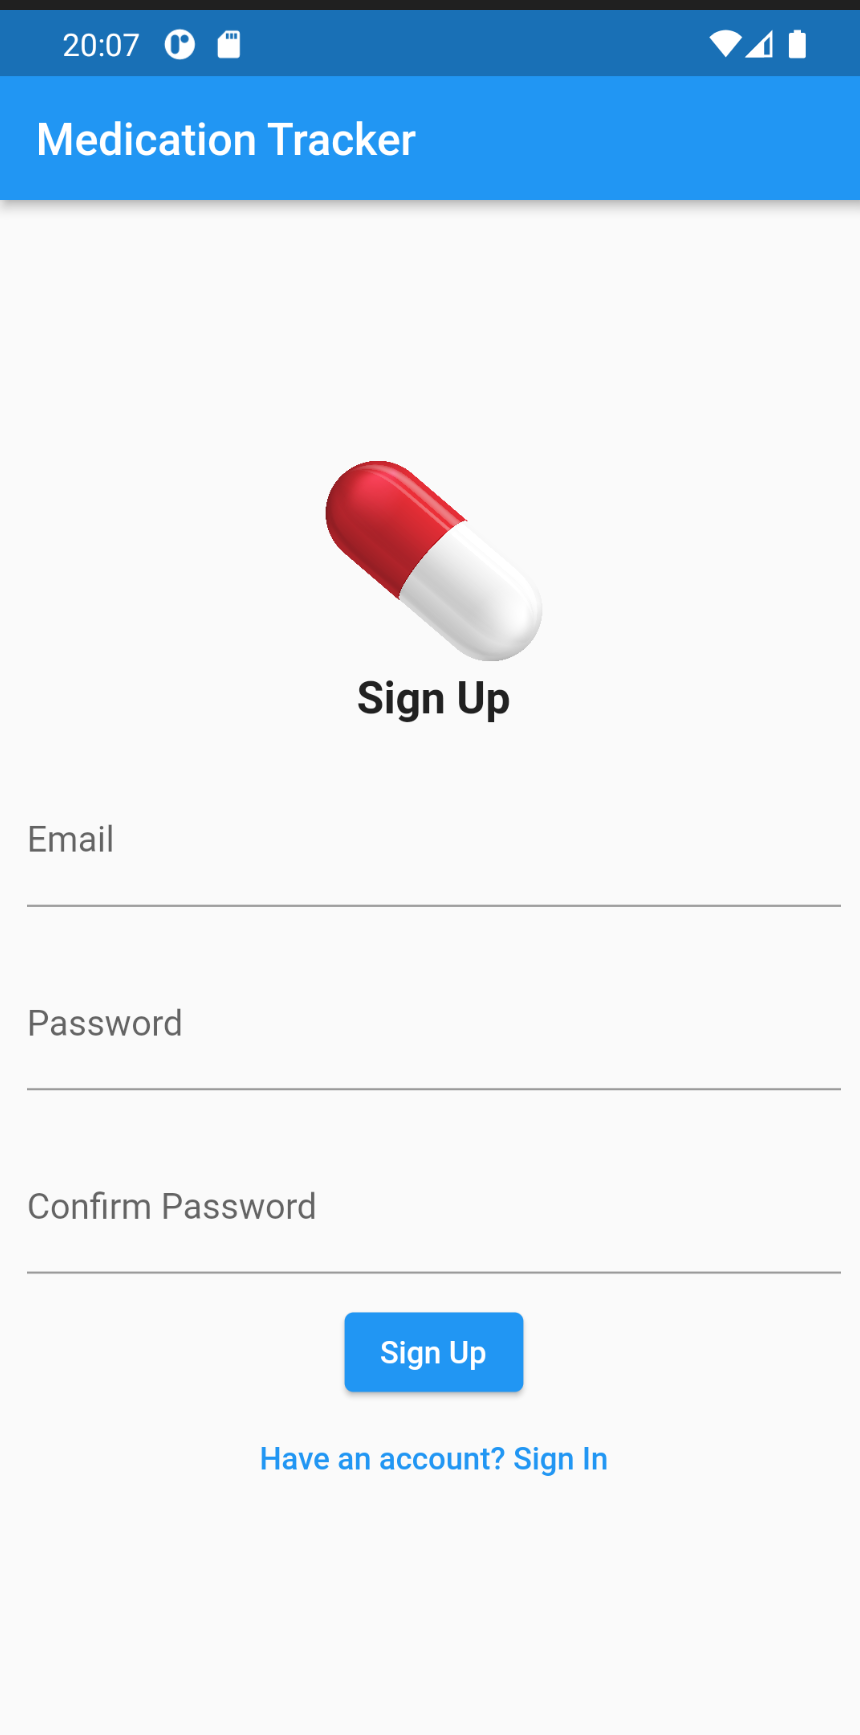 20:07
Medication Tracker
Sign Up
Email
Password
Confirm Password
Sign Up
Have an account? Sign In